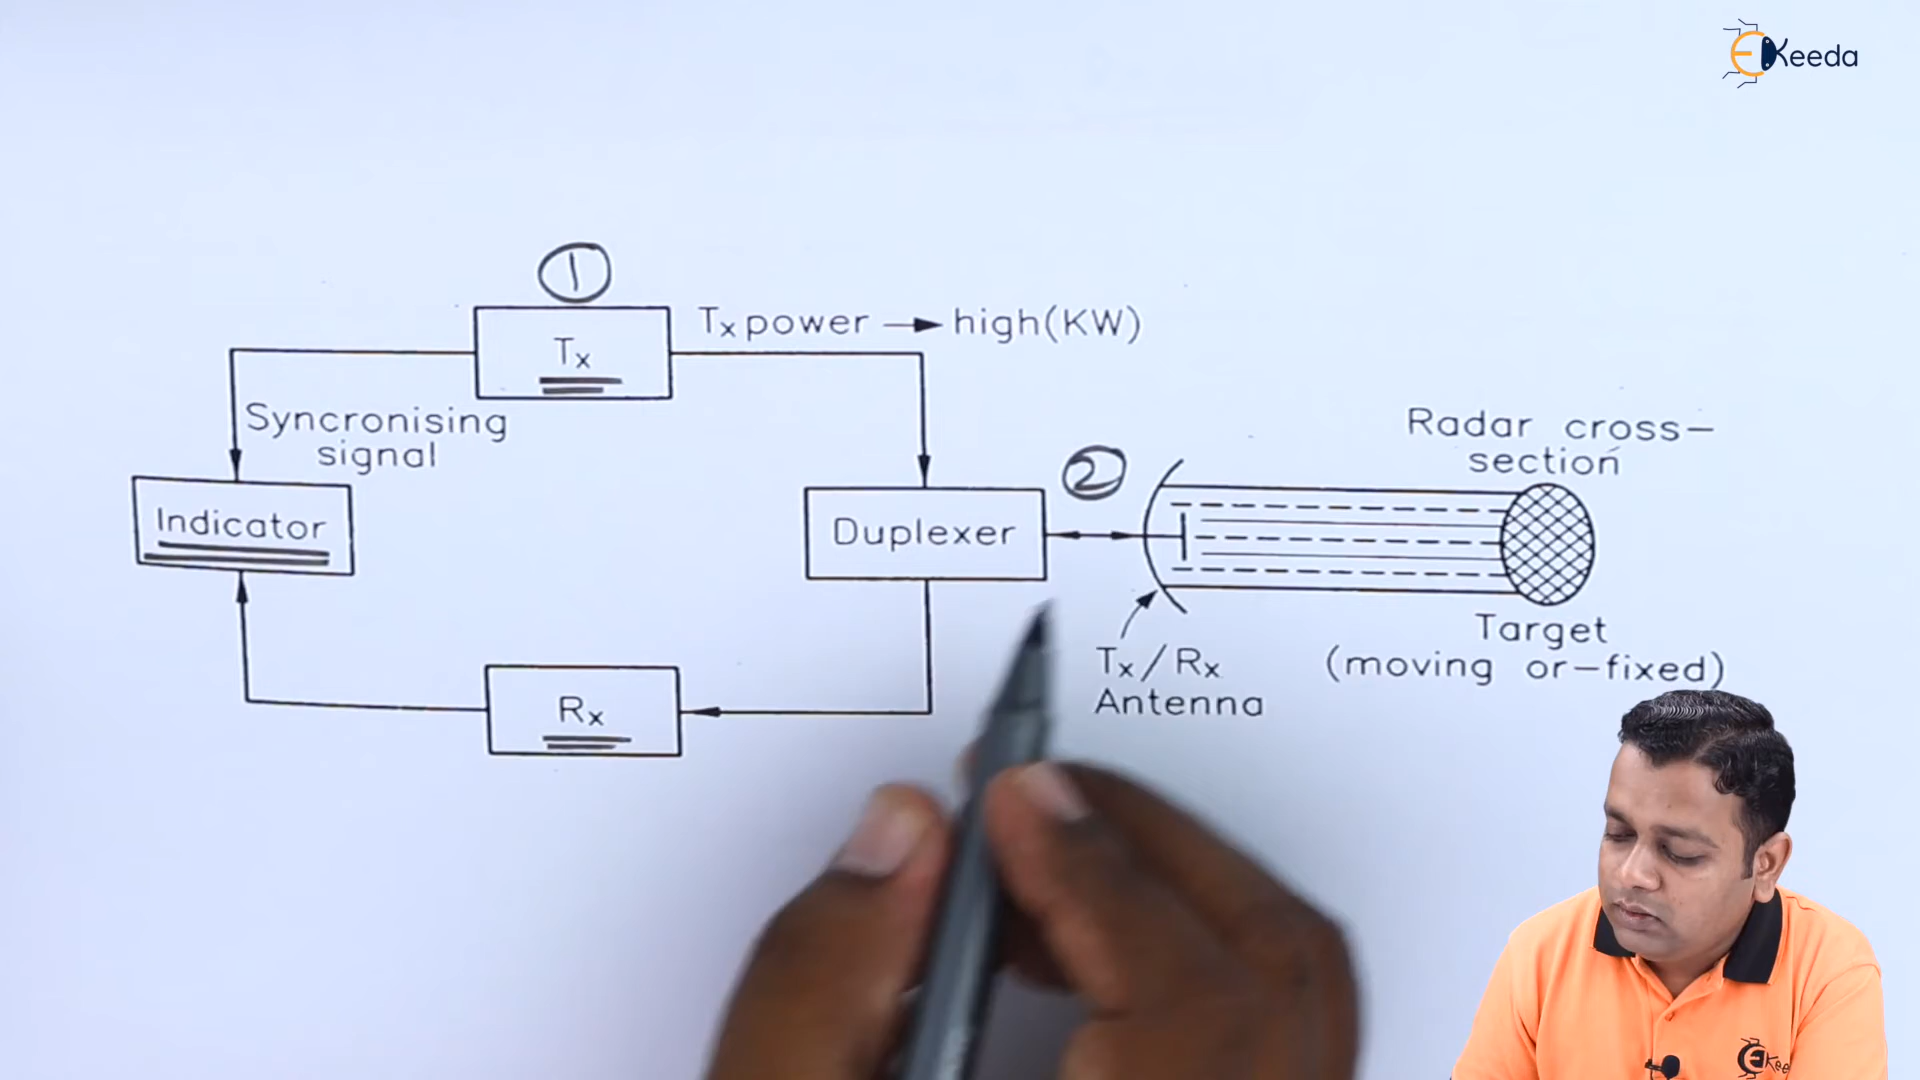 EKeeda
1
Tx power → high(KW)
Tx
Syncronising
signal
Radar cross-
section
2
Indicator
Duplexer
Target
(moving or-fixed)
Tx/Rx
Antenna
Rx